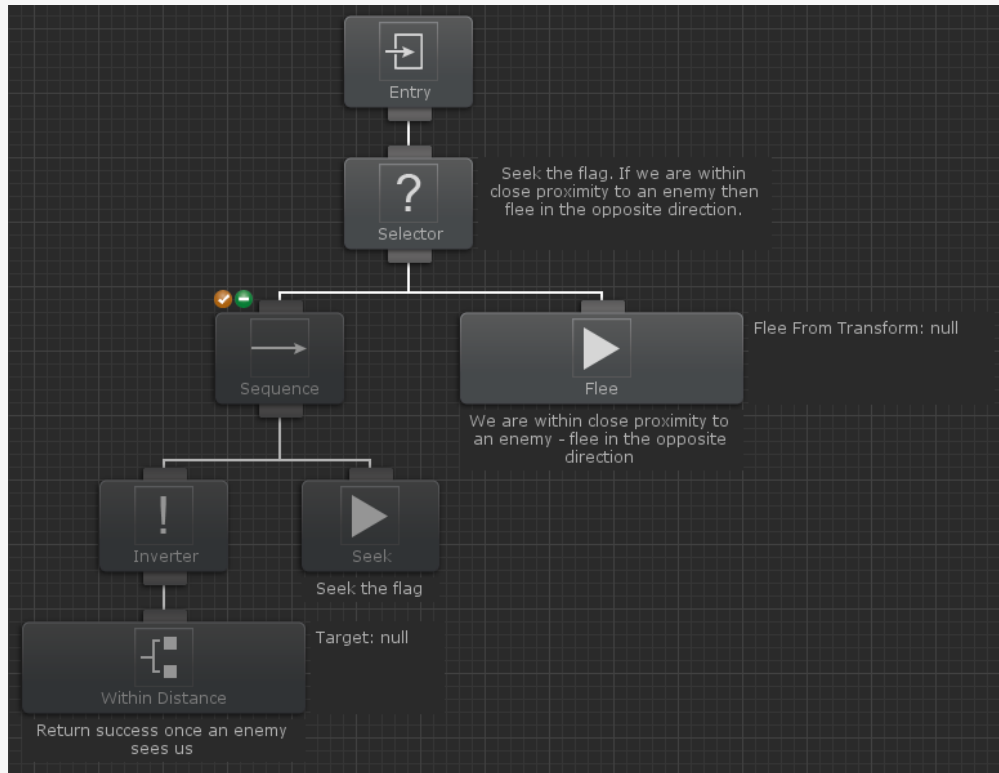 Entry
Selector
Seek the flag. If we are within
close proximity to an enemy then
flee in the opposite direction.
Sequence
Flee
Flee From Transform: null
We are within close proximity to
an enemy - flee in the opposite
direction
Inverter
Seek
Seek the flag
Within Distance
Target: null
Return success once an enemy
sees us